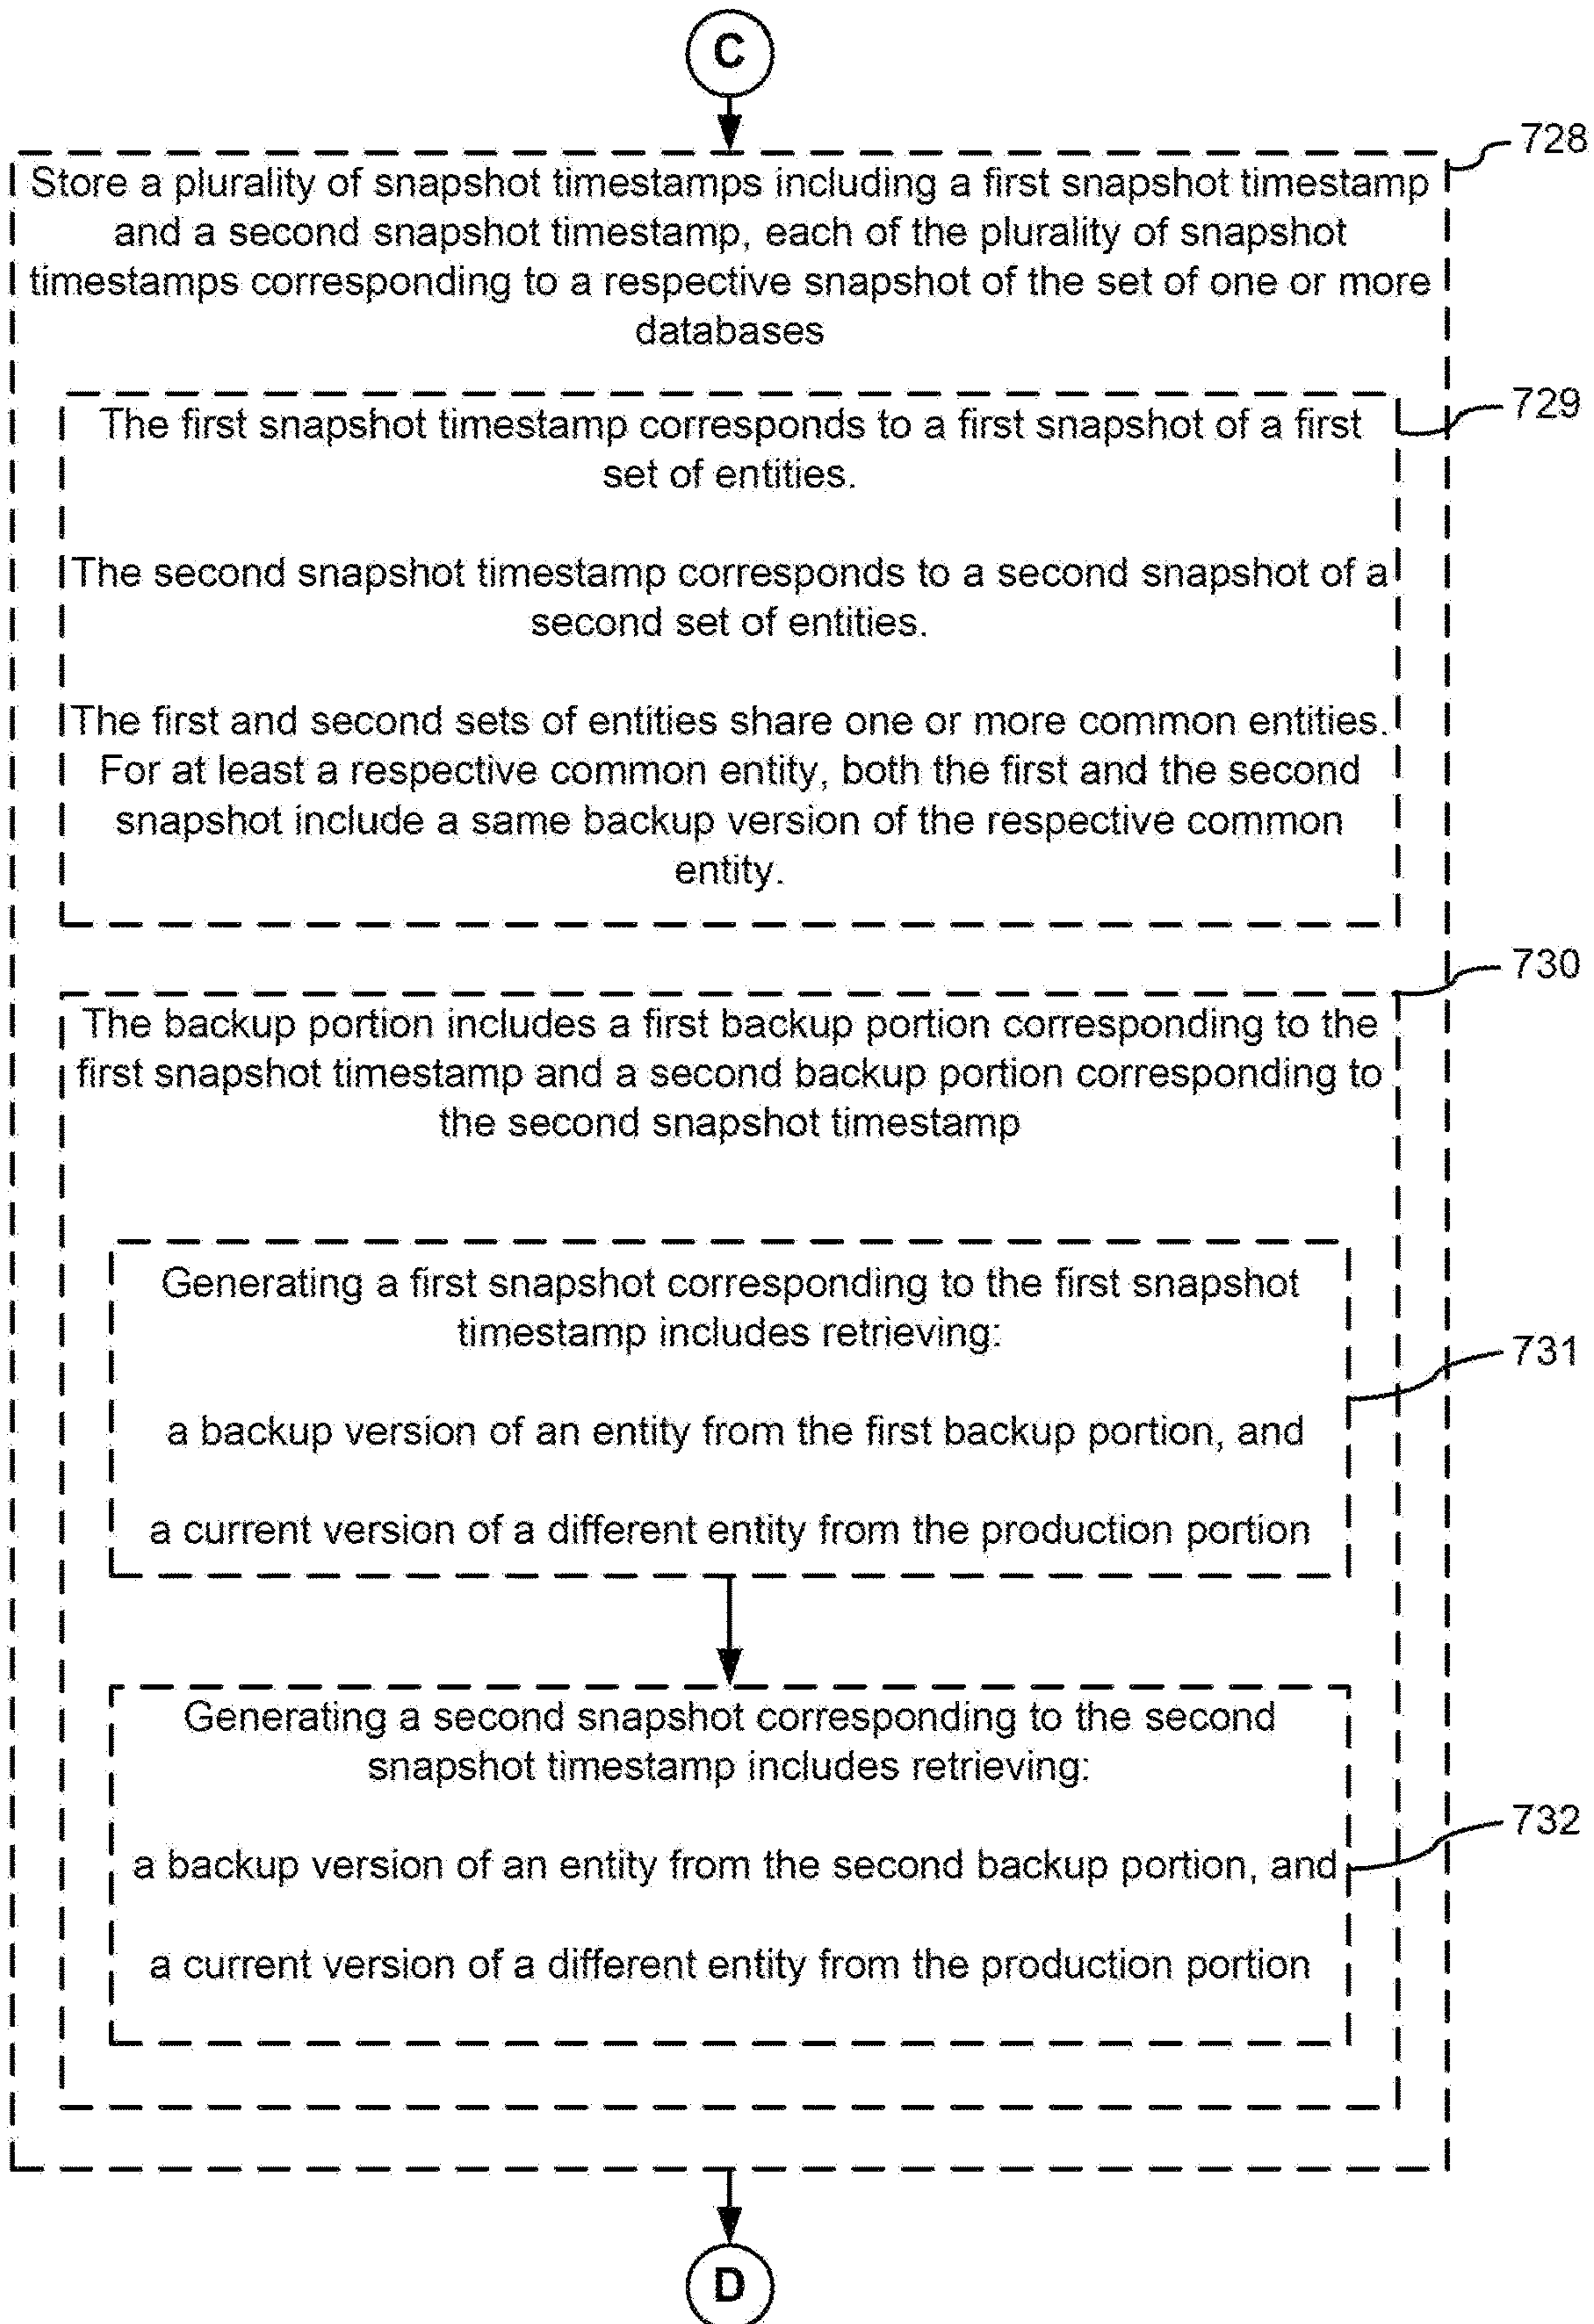 C
728
Store a plurality of snapshot timestamps including a first snapshot timestamp
and a second snapshot timestamp, each of the plurality of snapshot
timestamps corresponding to a respective snapshot of the set of one or more
databases
729
The first snapshot timestamp corresponds to a first snapshot of a first
set of entities.
The second snapshot timestamp corresponds to a second snapshot of a
second set of entities.
The first and second sets of entities share one or more common entities.
For at least a respective common entity, both the first and the second
snapshot include a same backup version of the respective common
entity.
730
The backup portion includes a first backup portion corresponding to the
first snapshot timestamp and a second backup portion corresponding to
the second snapshot timestamp
Generating a first snapshot corresponding to the first snapshot
timestamp includes retrieving:
731
a backup version of an entity from the first backup portion, and
a current version of a different entity from the production portion
Generating a second snapshot corresponding to the second
snapshot timestamp includes retrieving:
732
a backup version of an entity from the second backup portion, and
a current version of a different entity from the production portion
D